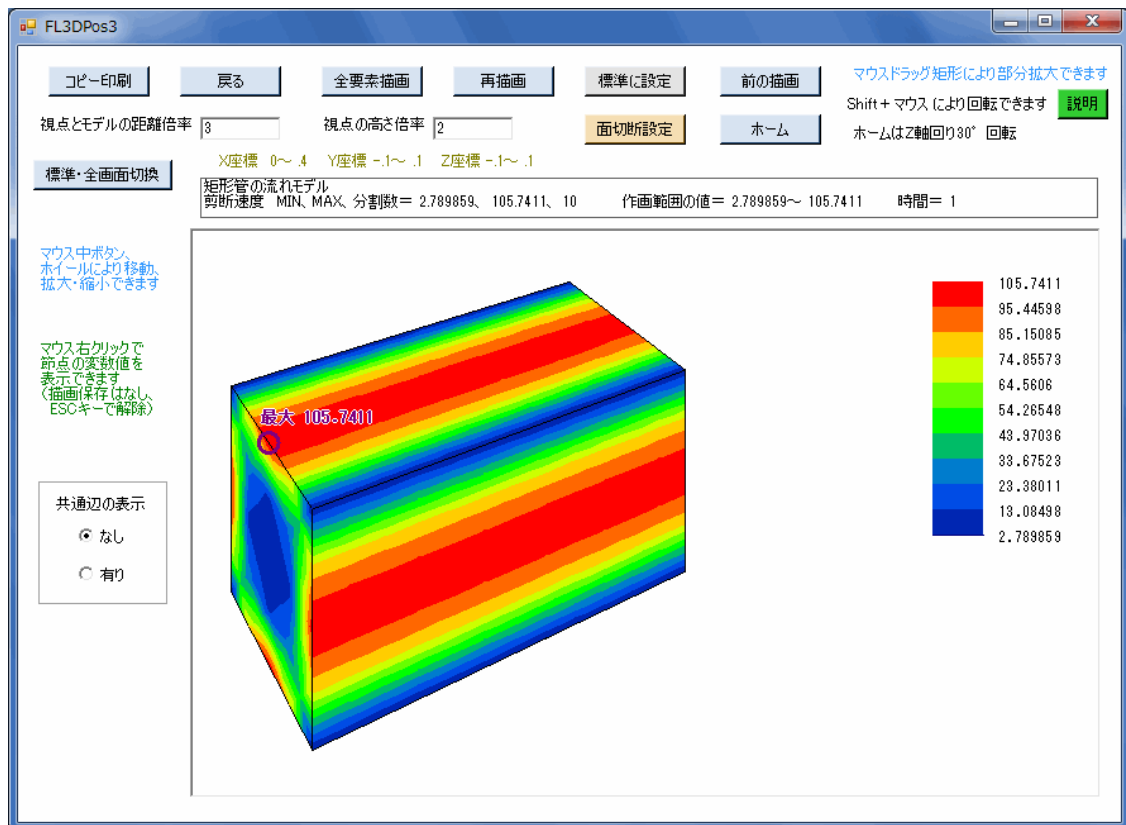 FL3DPos3
コピー印刷 戻る 全要素描画 再描画 標準に設定 前の描画
マウスドラッグ矩形により部分拡大できます
Shift+マウスにより回転できます 説明
視点とモデルの距離倍率 3 視点の高さ倍率 2 面切断設定 ホーム ホームはZ軸回り30° 回転
X座標 0～ .4 Y座標 -.1～ .1 Z座標 -.1～ .1
標準・全画面切換
矩形管の流れモデル
剪断速度 MIN、MAX、分割数＝ 2.789859、 105.7411、 10 作画範囲の値＝ 2.789859～ 105.7411 時間＝ 1
マウス中ボタン、
ホイールにより移動、
拡大・縮小できます
マウス右クリックで
節点の変数値を
表示できます
(描画保存はなし、
ESCキーで解除)
共通辺の表示
なし
有り
最大 105.7411
105.7411
95.44598
85.15085
74.85573
64.5606
54.26548
43.97036
33.67523
23.38011
13.08498
2.789859